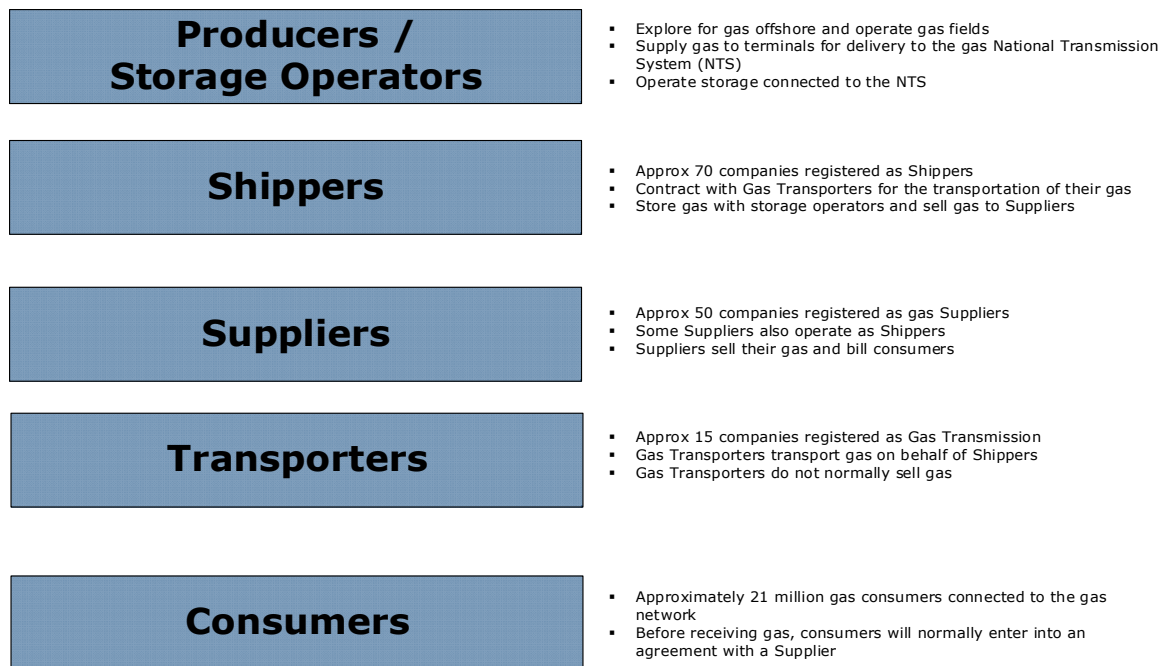 Producers /
Storage Operators
▪ Explore for gas offshore and operate gas fields
▪ Supply gas to terminals for delivery to the gas National Transmission
System (NTS)
▪ Operate storage connected to the NTS
Shippers
▪ Approx 70 companies registered as Shippers
▪ Contract with Gas Transporters for the transportation of their gas
▪ Store gas with storage operators and sell gas to Suppliers
Suppliers
▪ Approx 50 companies registered as gas Suppliers
▪ Some Suppliers also operate as Shippers
▪ Suppliers sell their gas and bill consumers
Transporters
▪ Approx 15 companies registered as Gas Transmission
▪ Gas Transporters transport gas on behalf of Shippers
▪ Gas Transporters do not normally sell gas
Consumers
▪ Approximately 21 million gas consumers connected to the gas
network
▪ Before receiving gas, consumers will normally enter into an
agreement with a Supplier